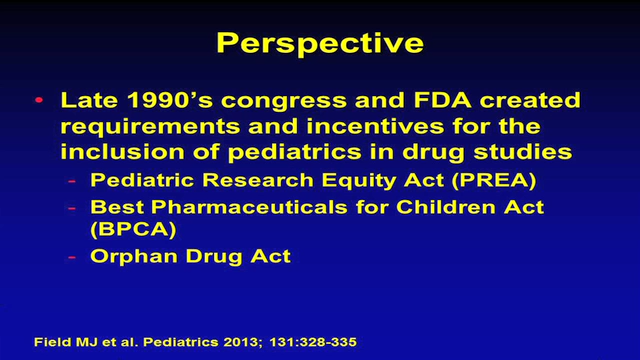 Perspective
• Late 1990's congress and FDA created
requirements and incentives for the
inclusion of pediatrics in drug studies
- Pediatric Research Equity Act (PREA)
- Best Pharmaceuticals for Children Act
(BPCA)
- Orphan Drug Act
Field MJ et al. Pediatrics 2013; 131:328-335